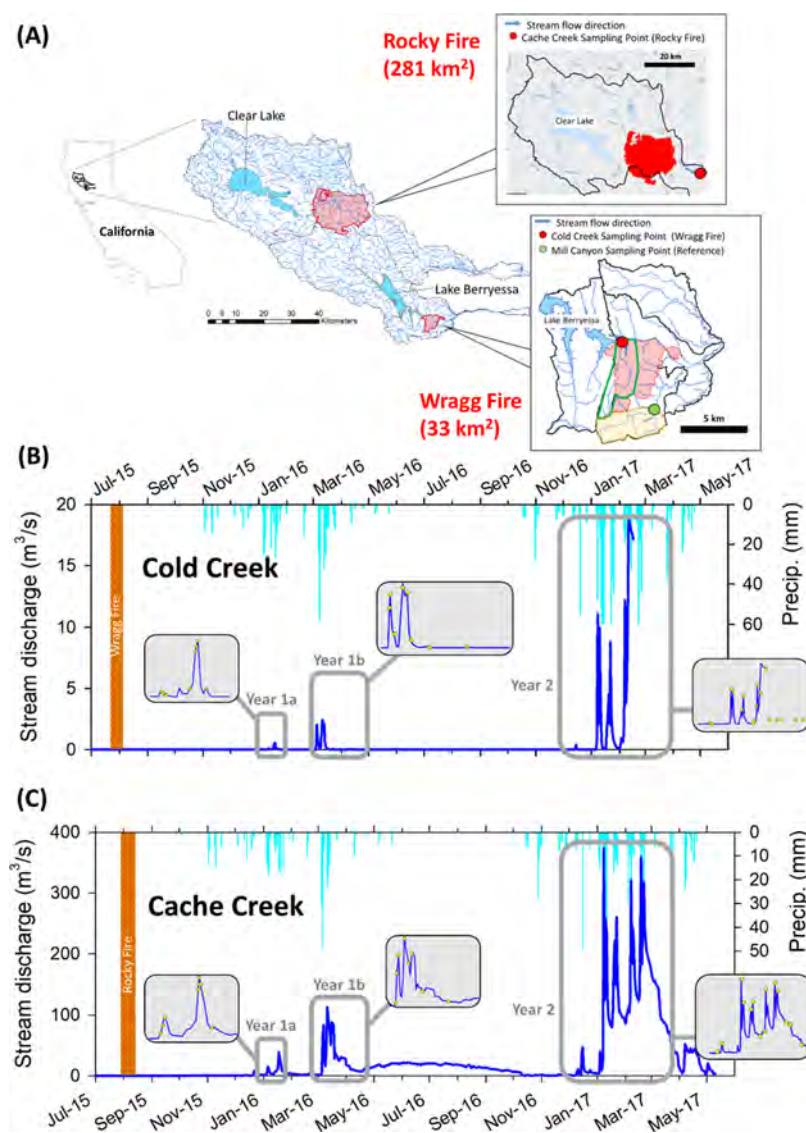 (A)
Rocky Fire
(281 km²)
Stream flow direction
Cache Creek Sampling Point (Rocky Fire)
20 km
Clear Lake
Clear Lake
California
Lake Berryessa
0 5 10 20 30 40
Kilometers
Wragg Fire
(33 km²)
Stream flow direction
Cold Creek Sampling Point (Wragg Fire)
Mill Canyon Sampling Point (Reference)
Lake Berryessa
5 km
(B)
Jul-15 Sep-15 Nov-15 Jan-16 Mar-16 May-16 Jul-16 Sep-16 Nov-16 Jan-17 Mar-17 May-17
Stream discharge (m³/s)
20
15
10
5
0
Wragg Fire
Cold Creek
Year 1a
Year 1b
Year 2
0
20
40
60
Precip. (mm)
(C)
Stream discharge (m³/s)
400
300
200
100
0
Rocky Fire
Cache Creek
Year 1a
Year 1b
Year 2
0
10
20
30
40
50
Precip. (mm)
Jul-15 Sep-15 Nov-15 Jan-16 Mar-16 May-16 Jul-16 Sep-16 Nov-16 Jan-17 Mar-17 May-17